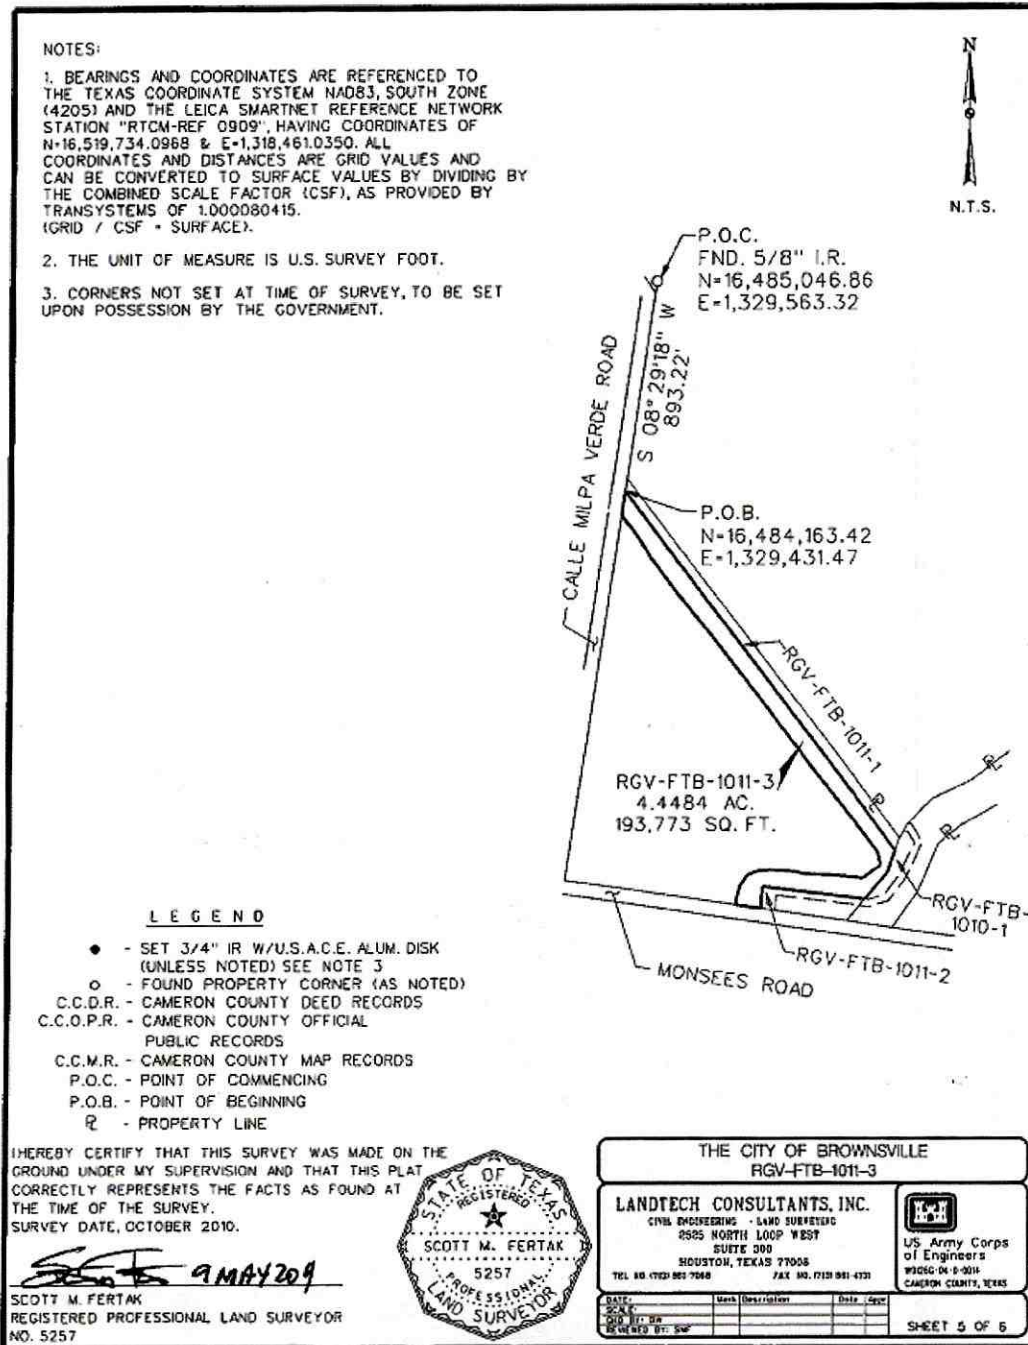 NOTES:
1. BEARINGS AND COORDINATES ARE REFERENCED TO
THE TEXAS COORDINATE SYSTEM NAD83, SOUTH ZONE
(4205) AND THE LEICA SMARTNET REFERENCE NETWORK
STATION "RTCM-REF 0909", HAVING COORDINATES OF
N=16,519,734.0968 & E=1,318,461.0350. ALL
COORDINATES AND DISTANCES ARE GRID VALUES AND
CAN BE CONVERTED TO SURFACE VALUES BY DIVIDING BY
THE COMBINED SCALE FACTOR (CSF), AS PROVIDED BY
TRANSYSTEMS OF 1.000080415.
(GRID / CSF = SURFACE).
2. THE UNIT OF MEASURE IS U.S. SURVEY FOOT.
3. CORNERS NOT SET AT TIME OF SURVEY, TO BE SET
UPON POSSESSION BY THE GOVERNMENT.
N
N.T.S.
P.O.C.
FND. 5/8" I.R.
N=16,485,046.86
E=1,329,563.32
S 08°29'18" W
893.22'
CALLE MILPA VERDE ROAD
P.O.B.
N=16,484,163.42
E=1,329,431.47
RGV-FTB-1011-1
RGV-FTB-1011-3
4.4484 AC.
193,773 SQ. FT.
RGV-FTB-
1010-1
RGV-FTB-1011-2
MONSEES ROAD
LEGEND
● - SET 3/4" IR W/U.S.A.C.E. ALUM. DISK
(UNLESS NOTED) SEE NOTE 3
o - FOUND PROPERTY CORNER (AS NOTED)
C.C.D.R. - CAMERON COUNTY DEED RECORDS
C.C.O.P.R. - CAMERON COUNTY OFFICIAL
PUBLIC RECORDS
C.C.M.R. - CAMERON COUNTY MAP RECORDS
P.O.C. - POINT OF COMMENCING
P.O.B. - POINT OF BEGINNING
PL - PROPERTY LINE
I HEREBY CERTIFY THAT THIS SURVEY WAS MADE ON THE
GROUND UNDER MY SUPERVISION AND THAT THIS PLAT
CORRECTLY REPRESENTS THE FACTS AS FOUND AT
THE TIME OF THE SURVEY.
SURVEY DATE, OCTOBER 2010.
9 MAY 2019
SCOTT M. FERTAK
REGISTERED PROFESSIONAL LAND SURVEYOR
NO. 5257
STATE OF TEXAS
REGISTERED
SCOTT M. FERTAK
5257
PROFESSIONAL
LAND SURVEYOR
THE CITY OF BROWNSVILLE
RGV-FTB-1011-3
LANDTECH CONSULTANTS, INC.
CIVIL ENGINEERING - LAND SURVEYING
2525 NORTH LOOP WEST
SUITE 300
HOUSTON, TEXAS 77008
US Army Corps
of Engineers
CAMERON COUNTY, TEXAS
DATE: Mark Description Date Appr
SCALE:
REVIEWED BY: SMF
SHEET 5 OF 6